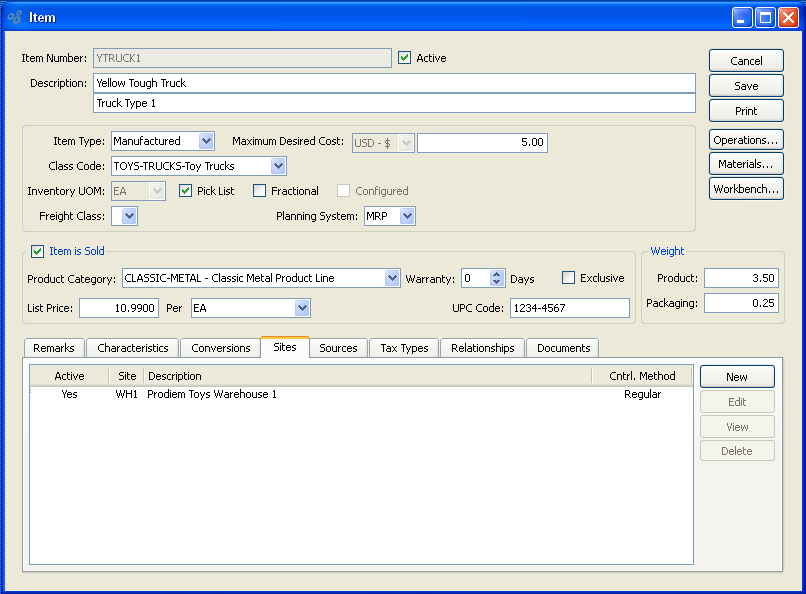 Item
Item Number: YTRUCK1 Active Cancel
Description: Yellow Tough Truck Save
Truck Type 1 Print
Item Type: Manufactured Maximum Desired Cost: USD - $ 5.00 Operations...
Class Code: TOYS-TRUCKS-Toy Trucks Materials...
Inventory UOM: EA Pick List Fractional Configured Workbench...
Freight Class: Planning System: MRP
Item is Sold Weight
Product Category: CLASSIC-METAL - Classic Metal Product Line Warranty: 0 Days Exclusive Product: 3.50
List Price: 10.9900 Per EA UPC Code: 1234-4567 Packaging: 0.25
Remarks Characteristics Conversions Sites Sources Tax Types Relationships Documents
Active Site Description Cntrl. Method New
Yes WH1 Prodiem Toys Warehouse 1 Regular Edit
View
Delete